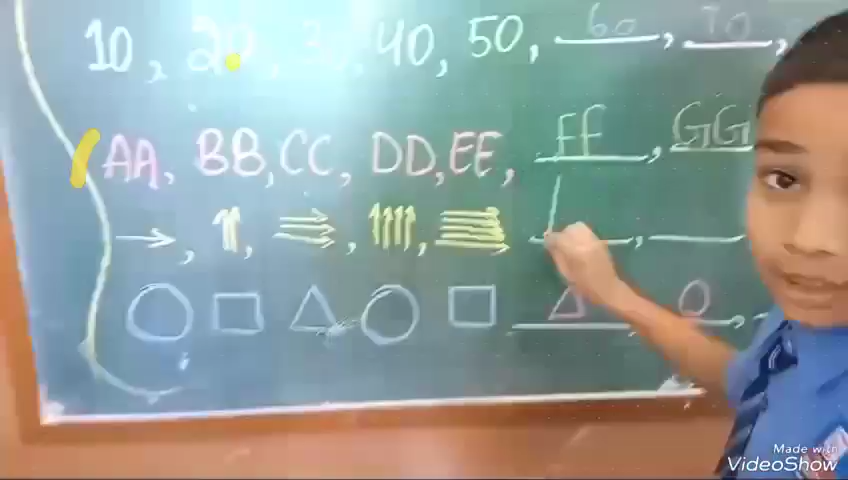 10, 20, 30, 40, 50, 60, 70,
AA, BB, CC, DD, EE, FF, GG
Made with
VideoShow